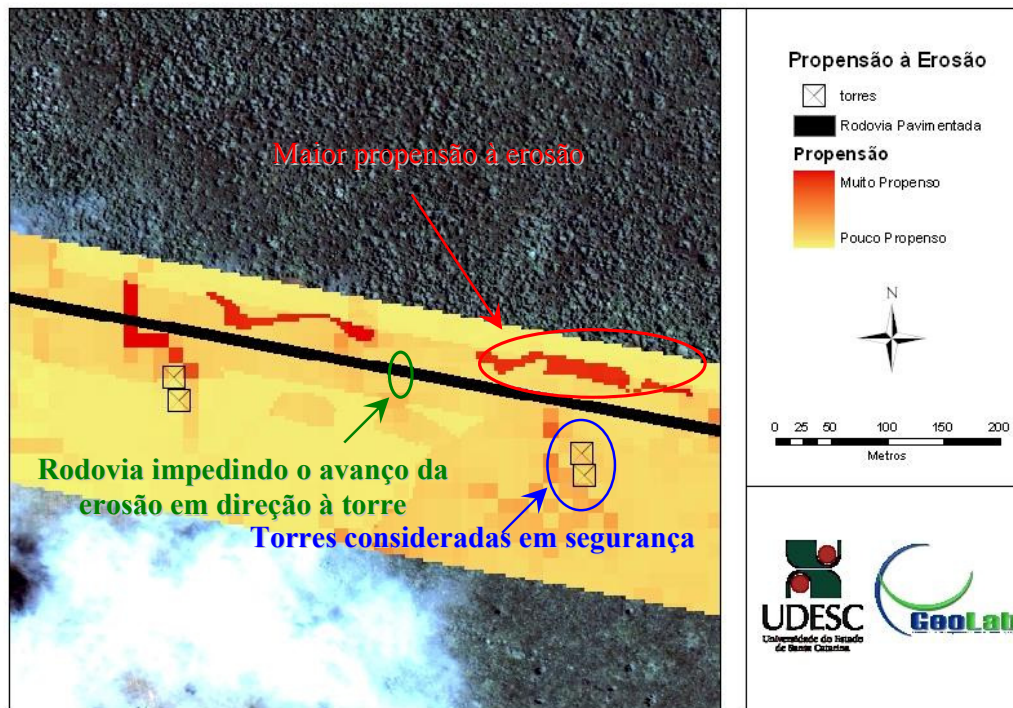 Maior propensão à erosão
Rodovia impedindo o avanço da
erosão em direção à torre
Torres consideradas em segurança
Propensão à Erosão
torres
Rodovia Pavimentada
Propensão
Muito Propenso
Pouco Propenso
N
0 25 50 100 150 200
Metros
UDESC
Universidade do Estado
de Santa Catarina
GeoLab